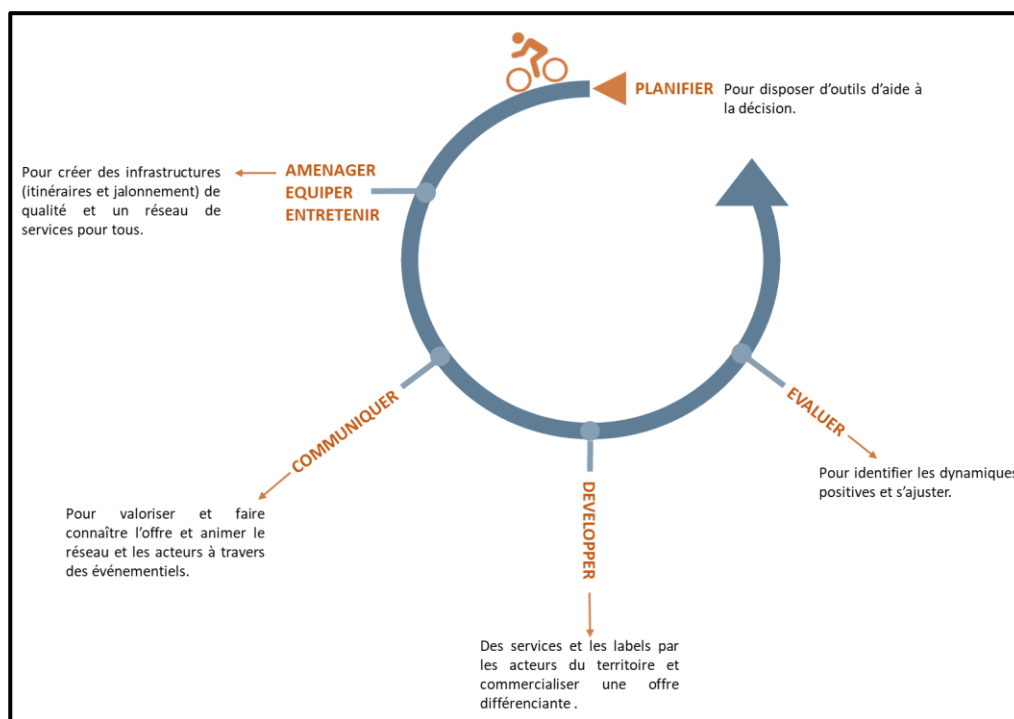 PLANIFIER
Pour disposer d’outils d’aide à
la décision.
AMENAGER
EQUIPER
ENTRETENIR
Pour créer des infrastructures
(itinéraires et jalonnement) de
qualité et un réseau de
services pour tous.
COMMUNIQUER
Pour valoriser et faire
connaître l’offre et animer le
réseau et les acteurs à travers
des événementiels.
DEVELOPPER
Des services et les labels par
les acteurs du territoire et
commercialiser une offre
différenciante .
EVALUER
Pour identifier les dynamiques
positives et s’ajuster.